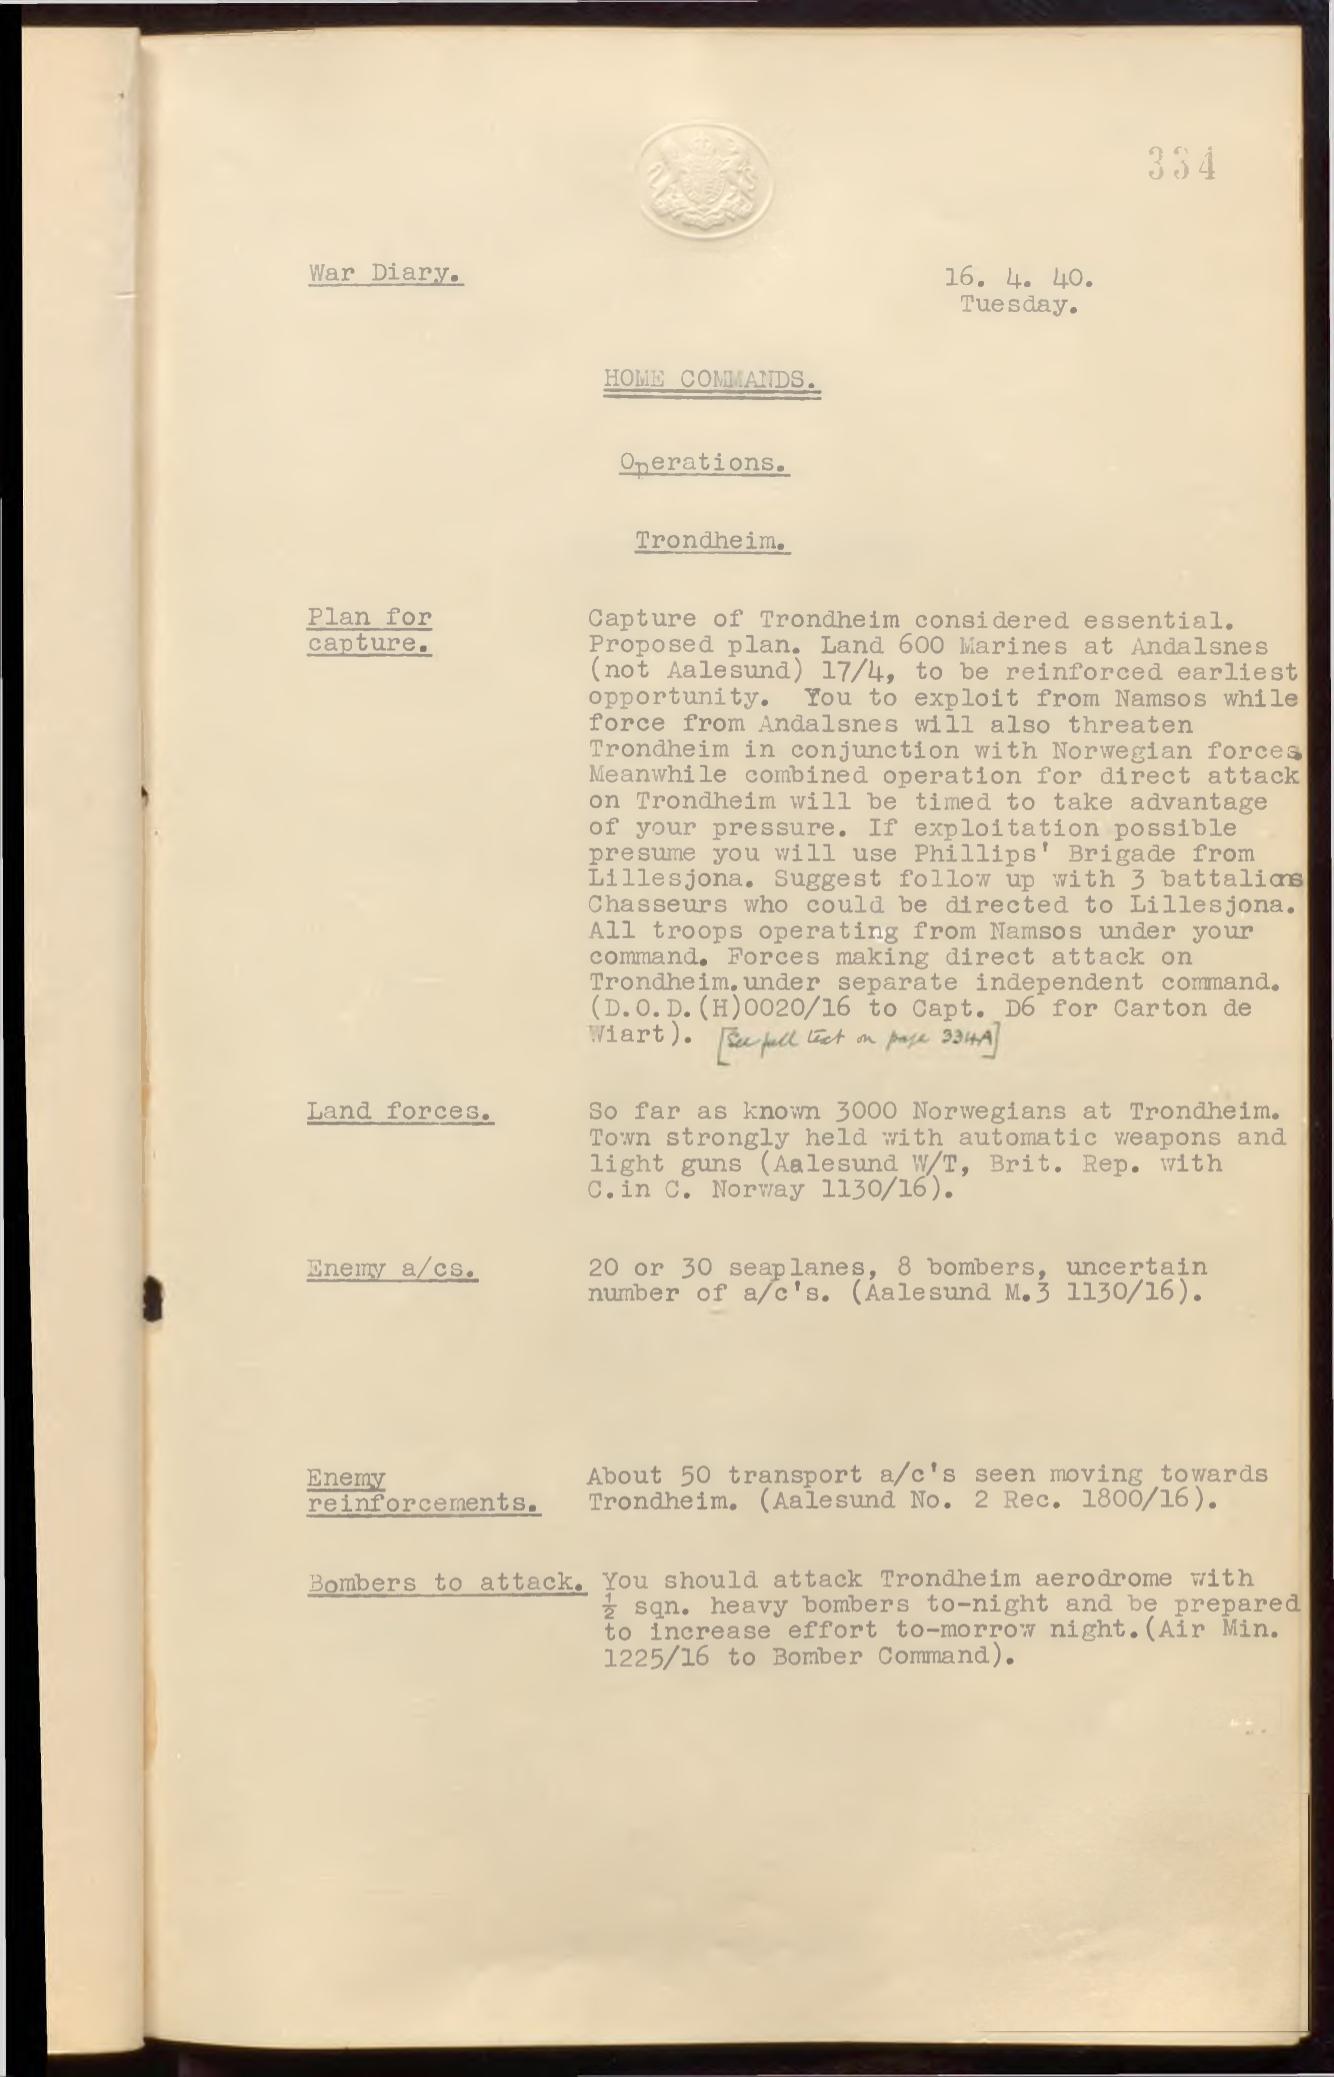 334
War Diary.
16. 4. 40.
Tuesday.
HOME COMMANDS.
Operations.
Trondheim.
Plan for
capture.
Capture of Trondheim considered essential.
Proposed plan. Land 600 Marines at Andalsnes
(not Aalesund) 17/4, to be reinforced earliest
opportunity. You to exploit from Namsos while
force from Andalsnes will also threaten
Trondheim in conjunction with Norwegian forces.
Meanwhile combined operation for direct attack
on Trondheim will be timed to take advantage
of your pressure. If exploitation possible
presume you will use Phillips' Brigade from
Lillesjona. Suggest follow up with 3 battalions
Chasseurs who could be directed to Lillesjona.
All troops operating from Namsos under your
command. Forces making direct attack on
Trondheim.under separate independent command.
(D.O.D.(H)0020/16 to Capt. D6 for Carton de
Wiart). [See full text on page 334A]
Land forces.
So far as known 3000 Norwegians at Trondheim.
Town strongly held with automatic weapons and
light guns (Aalesund W/T, Brit. Rep. with
C.in C. Norway 1130/16).
Enemy a/cs.
20 or 30 seaplanes, 8 bombers, uncertain
number of a/c's. (Aalesund M.3 1130/16).
Enemy
reinforcements.
About 50 transport a/c's seen moving towards
Trondheim. (Aalesund No. 2 Rec. 1800/16).
Bombers to attack.
You should attack Trondheim aerodrome with
½ sqn. heavy bombers to-night and be prepared
to increase effort to-morrow night.(Air Min.
1225/16 to Bomber Command).